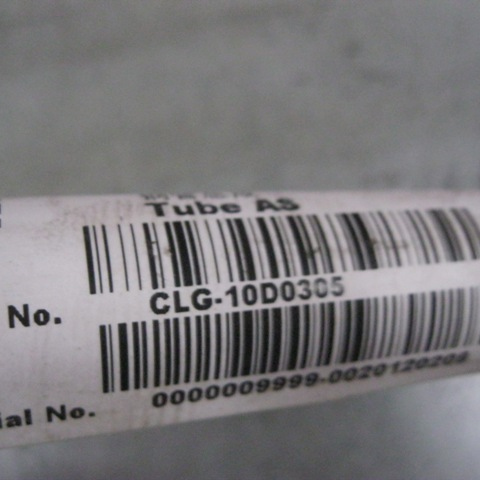 Tube AS
No. CLG-10D0305
ial No. 0000009999-0020120208